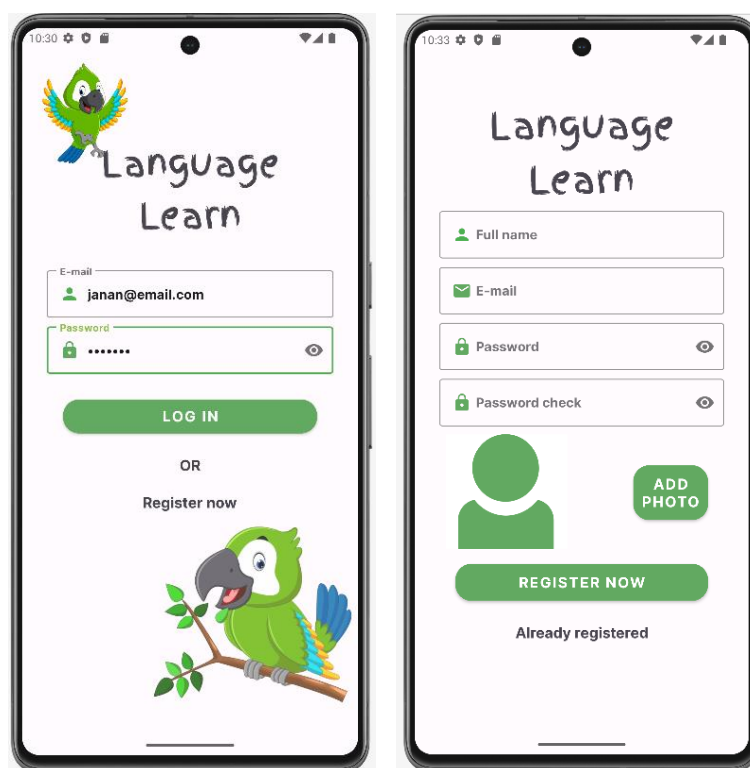 10:30
Language
Learn
E-mail
janan@email.com
Password
•••••••
LOG IN
OR
Register now
10:33
Language
Learn
Full name
E-mail
Password
Password check
ADD
PHOTO
REGISTER NOW
Already registered